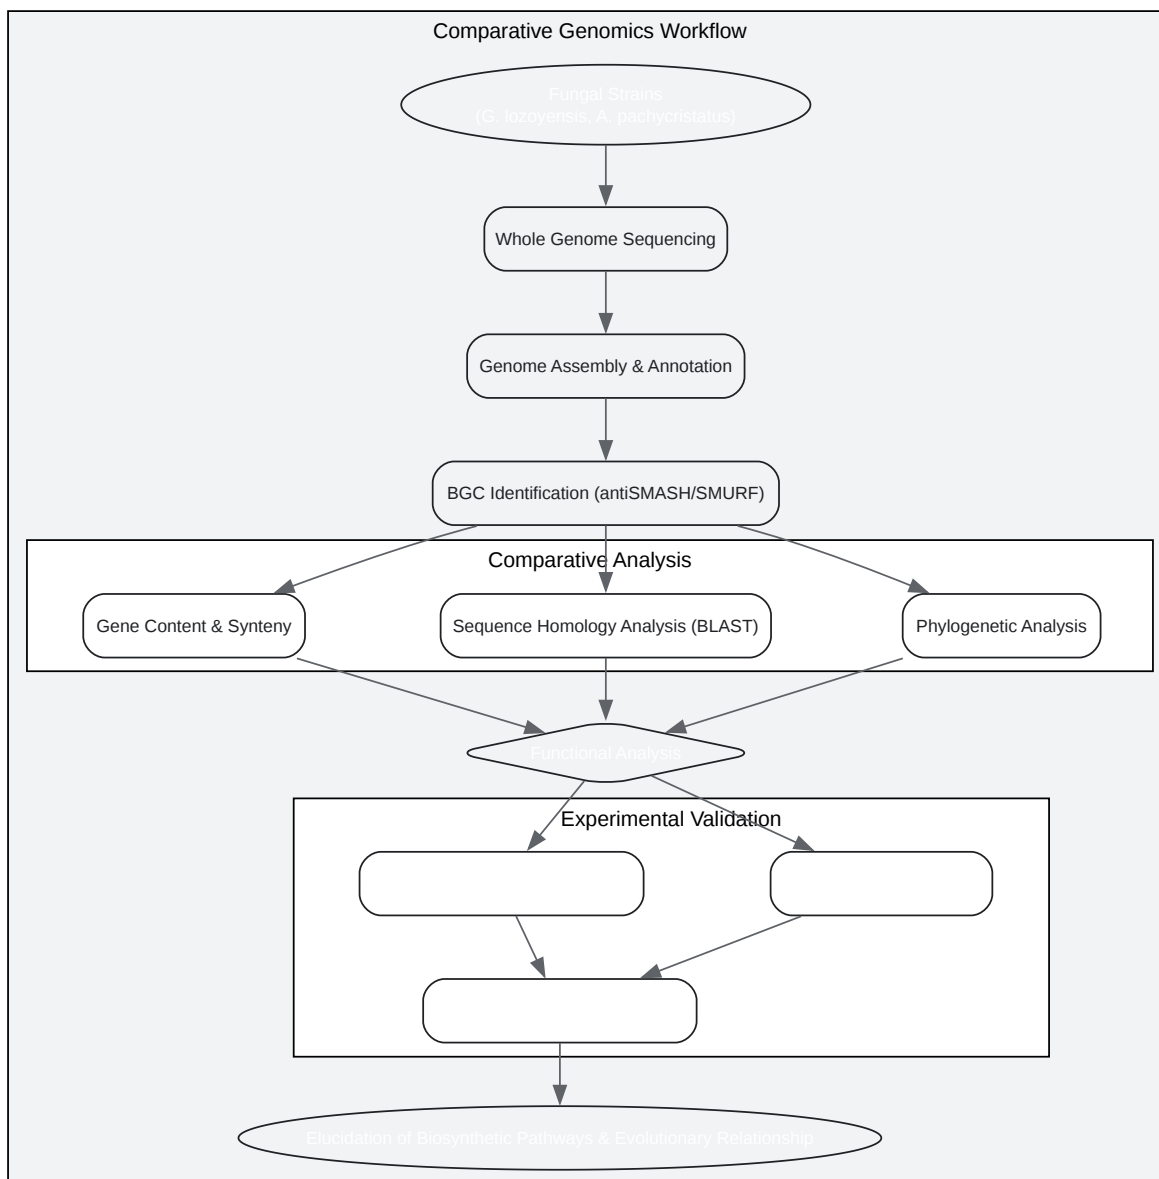 Comparative Genomics Workflow
Fungal Strains
(G. lozoyensis, A. pachycristatus)
Whole Genome Sequencing
Genome Assembly & Annotation
BGC Identification (antiSMASH/SMURF)
Comparative Analysis
Gene Content & Synteny
Sequence Homology Analysis (BLAST)
Phylogenetic Analysis
Functional Analysis
Experimental Validation
Elucidation of Biosynthetic Pathways & Evolutionary Relationship